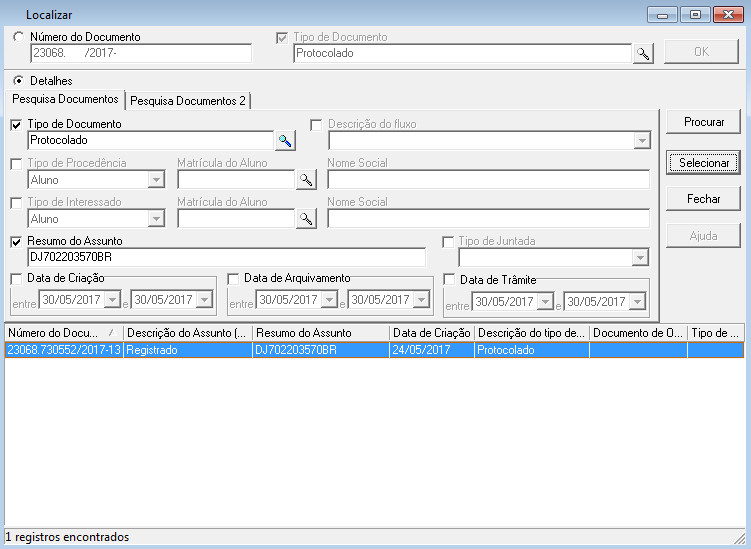 Localizar
Número do Documento
23068. /2017-
Tipo de Documento
Protocolado
OK
Detalhes
Pesquisa Documentos
Pesquisa Documentos 2
Tipo de Documento
Protocolado
Descrição do fluxo
Procurar
Tipo de Procedência
Aluno
Matrícula do Aluno
Nome Social
Selecionar
Tipo de Interessado
Aluno
Matrícula do Aluno
Nome Social
Fechar
Resumo do Assunto
DJ702203570BR
Tipo de Juntada
Ajuda
Data de Criação
entre 30/05/2017 e 30/05/2017
Data de Arquivamento
entre 30/05/2017 e 30/05/2017
Data de Trâmite
entre 30/05/2017 e 30/05/2017
Número do Docu... Descrição do Assunto (... Resumo do Assunto Data de Criação Descrição do tipo de... Documento de O... Tipo de ...
23068.730552/2017-13 Registrado DJ702203570BR 24/05/2017 Protocolado
1 registros encontrados